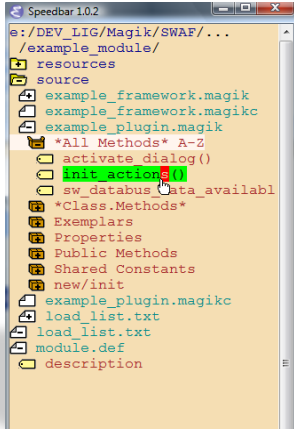 Speedbar 1.0.2
e:/DEV_LIG/Magik/SWAF/...
/example_module/
resources
source
example_framework.magik
example_framework.magikc
example_plugin.magik
*All Methods* A-Z
activate_dialog()
init_actions()
sw_databus_data_availabl
*Class.Methods*
Exemplars
Properties
Public Methods
Shared Constants
new/init
example_plugin.magikc
load_list.txt
load_list.txt
module.def
description